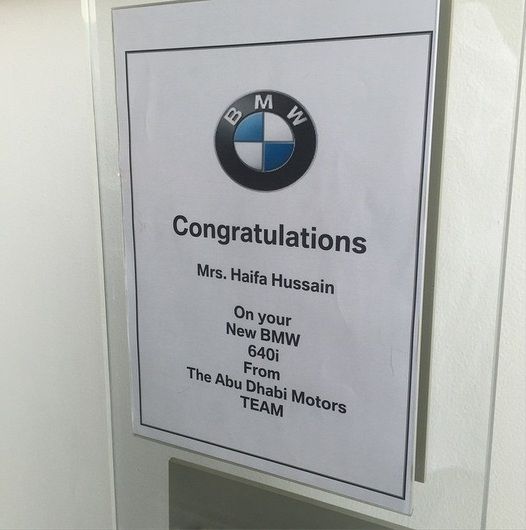 BMW
Congratulations
Mrs. Haifa Hussain
On your
New BMW
640i
From
The Abu Dhabi Motors
TEAM